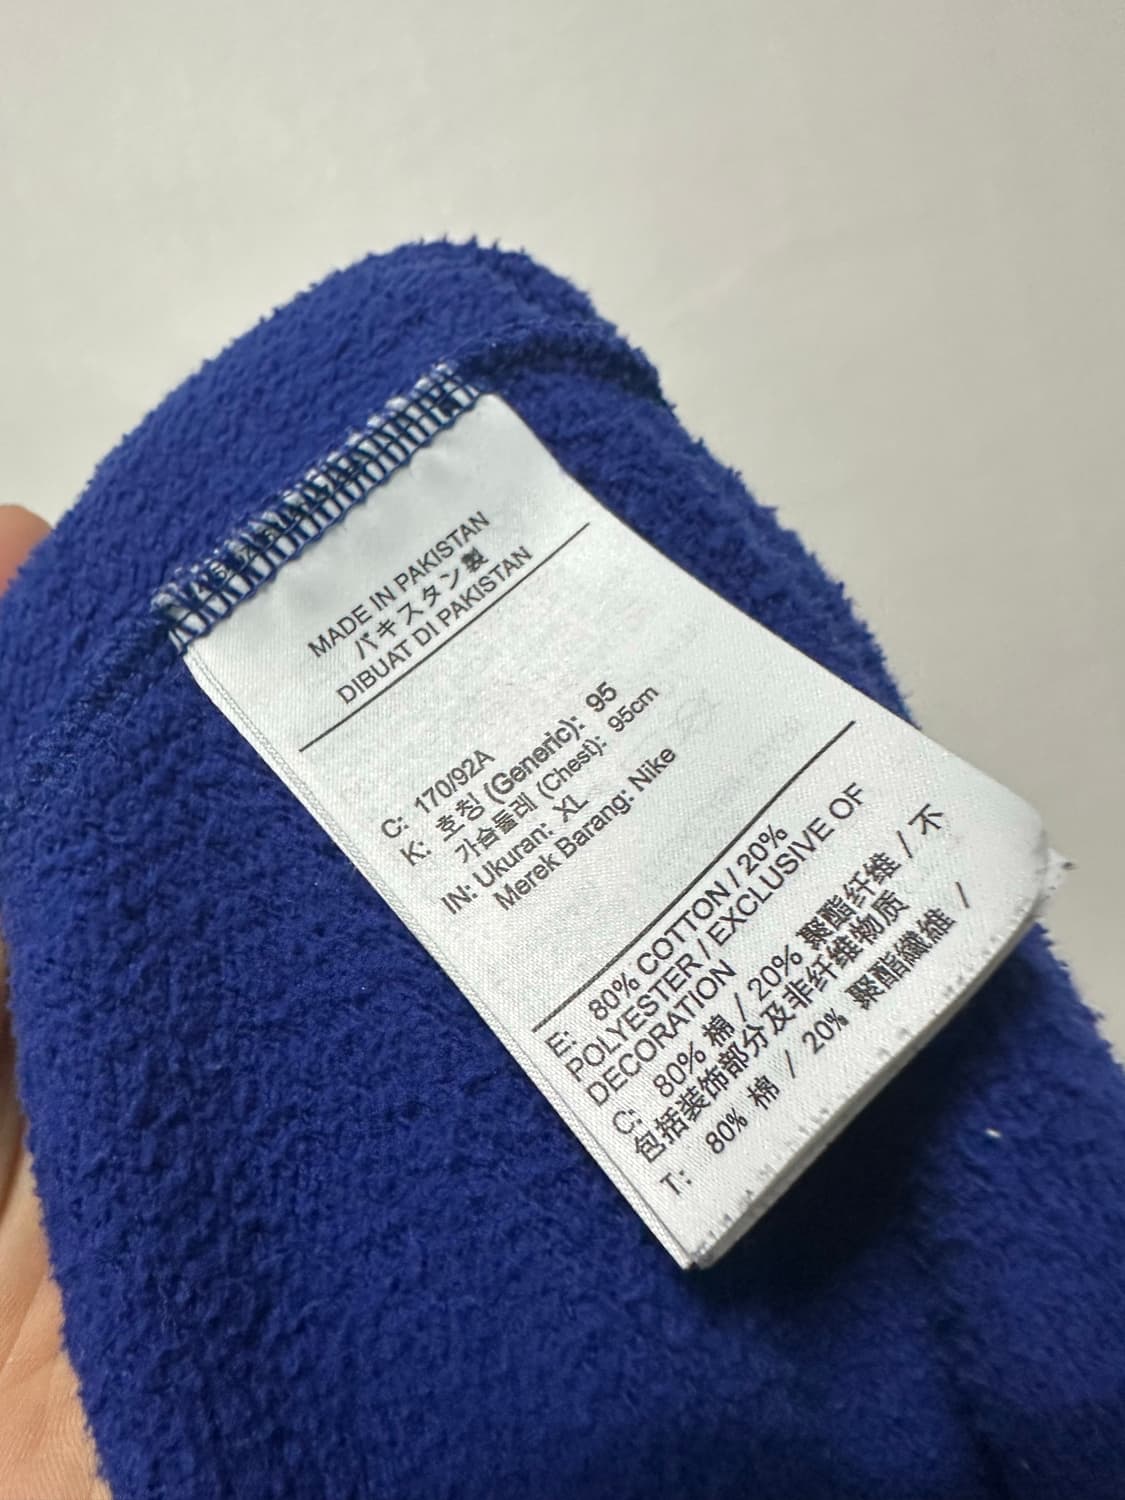 MADE IN PAKISTAN
パキスタン製
DIBUAT DI PAKISTAN
C: 170/92A
K: 호칭 (Generic): 95
가슴둘레 (Chest): 95cm
IN: Ukuran: XL
Merek Barang: Nike
E: 80% COTTON / 20%
POLYESTER / EXCLUSIVE OF
DECORATION
C: 80% 棉 / 20% 聚酯纤维 / 不
包括装饰部分及非纤维物质
T: 80% 棉 / 20% 聚酯纖維 /